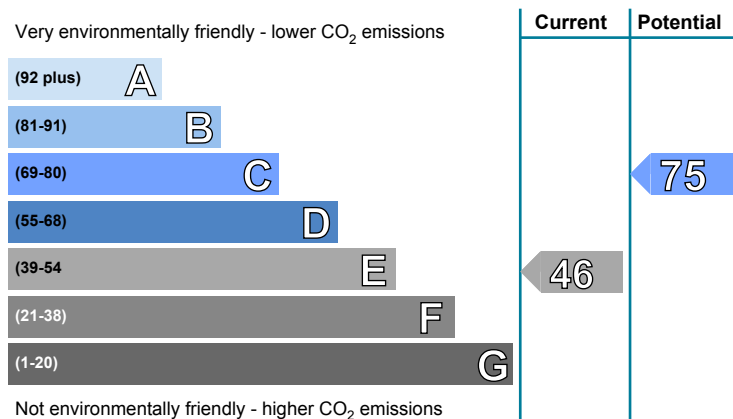 Current Potential
Very environmentally friendly - lower CO₂ emissions
(92 plus) A
(81-91) B
(69-80) C
75
(55-68) D
(39-54 E
46
(21-38) F
(1-20) G
Not environmentally friendly - higher CO₂ emissions